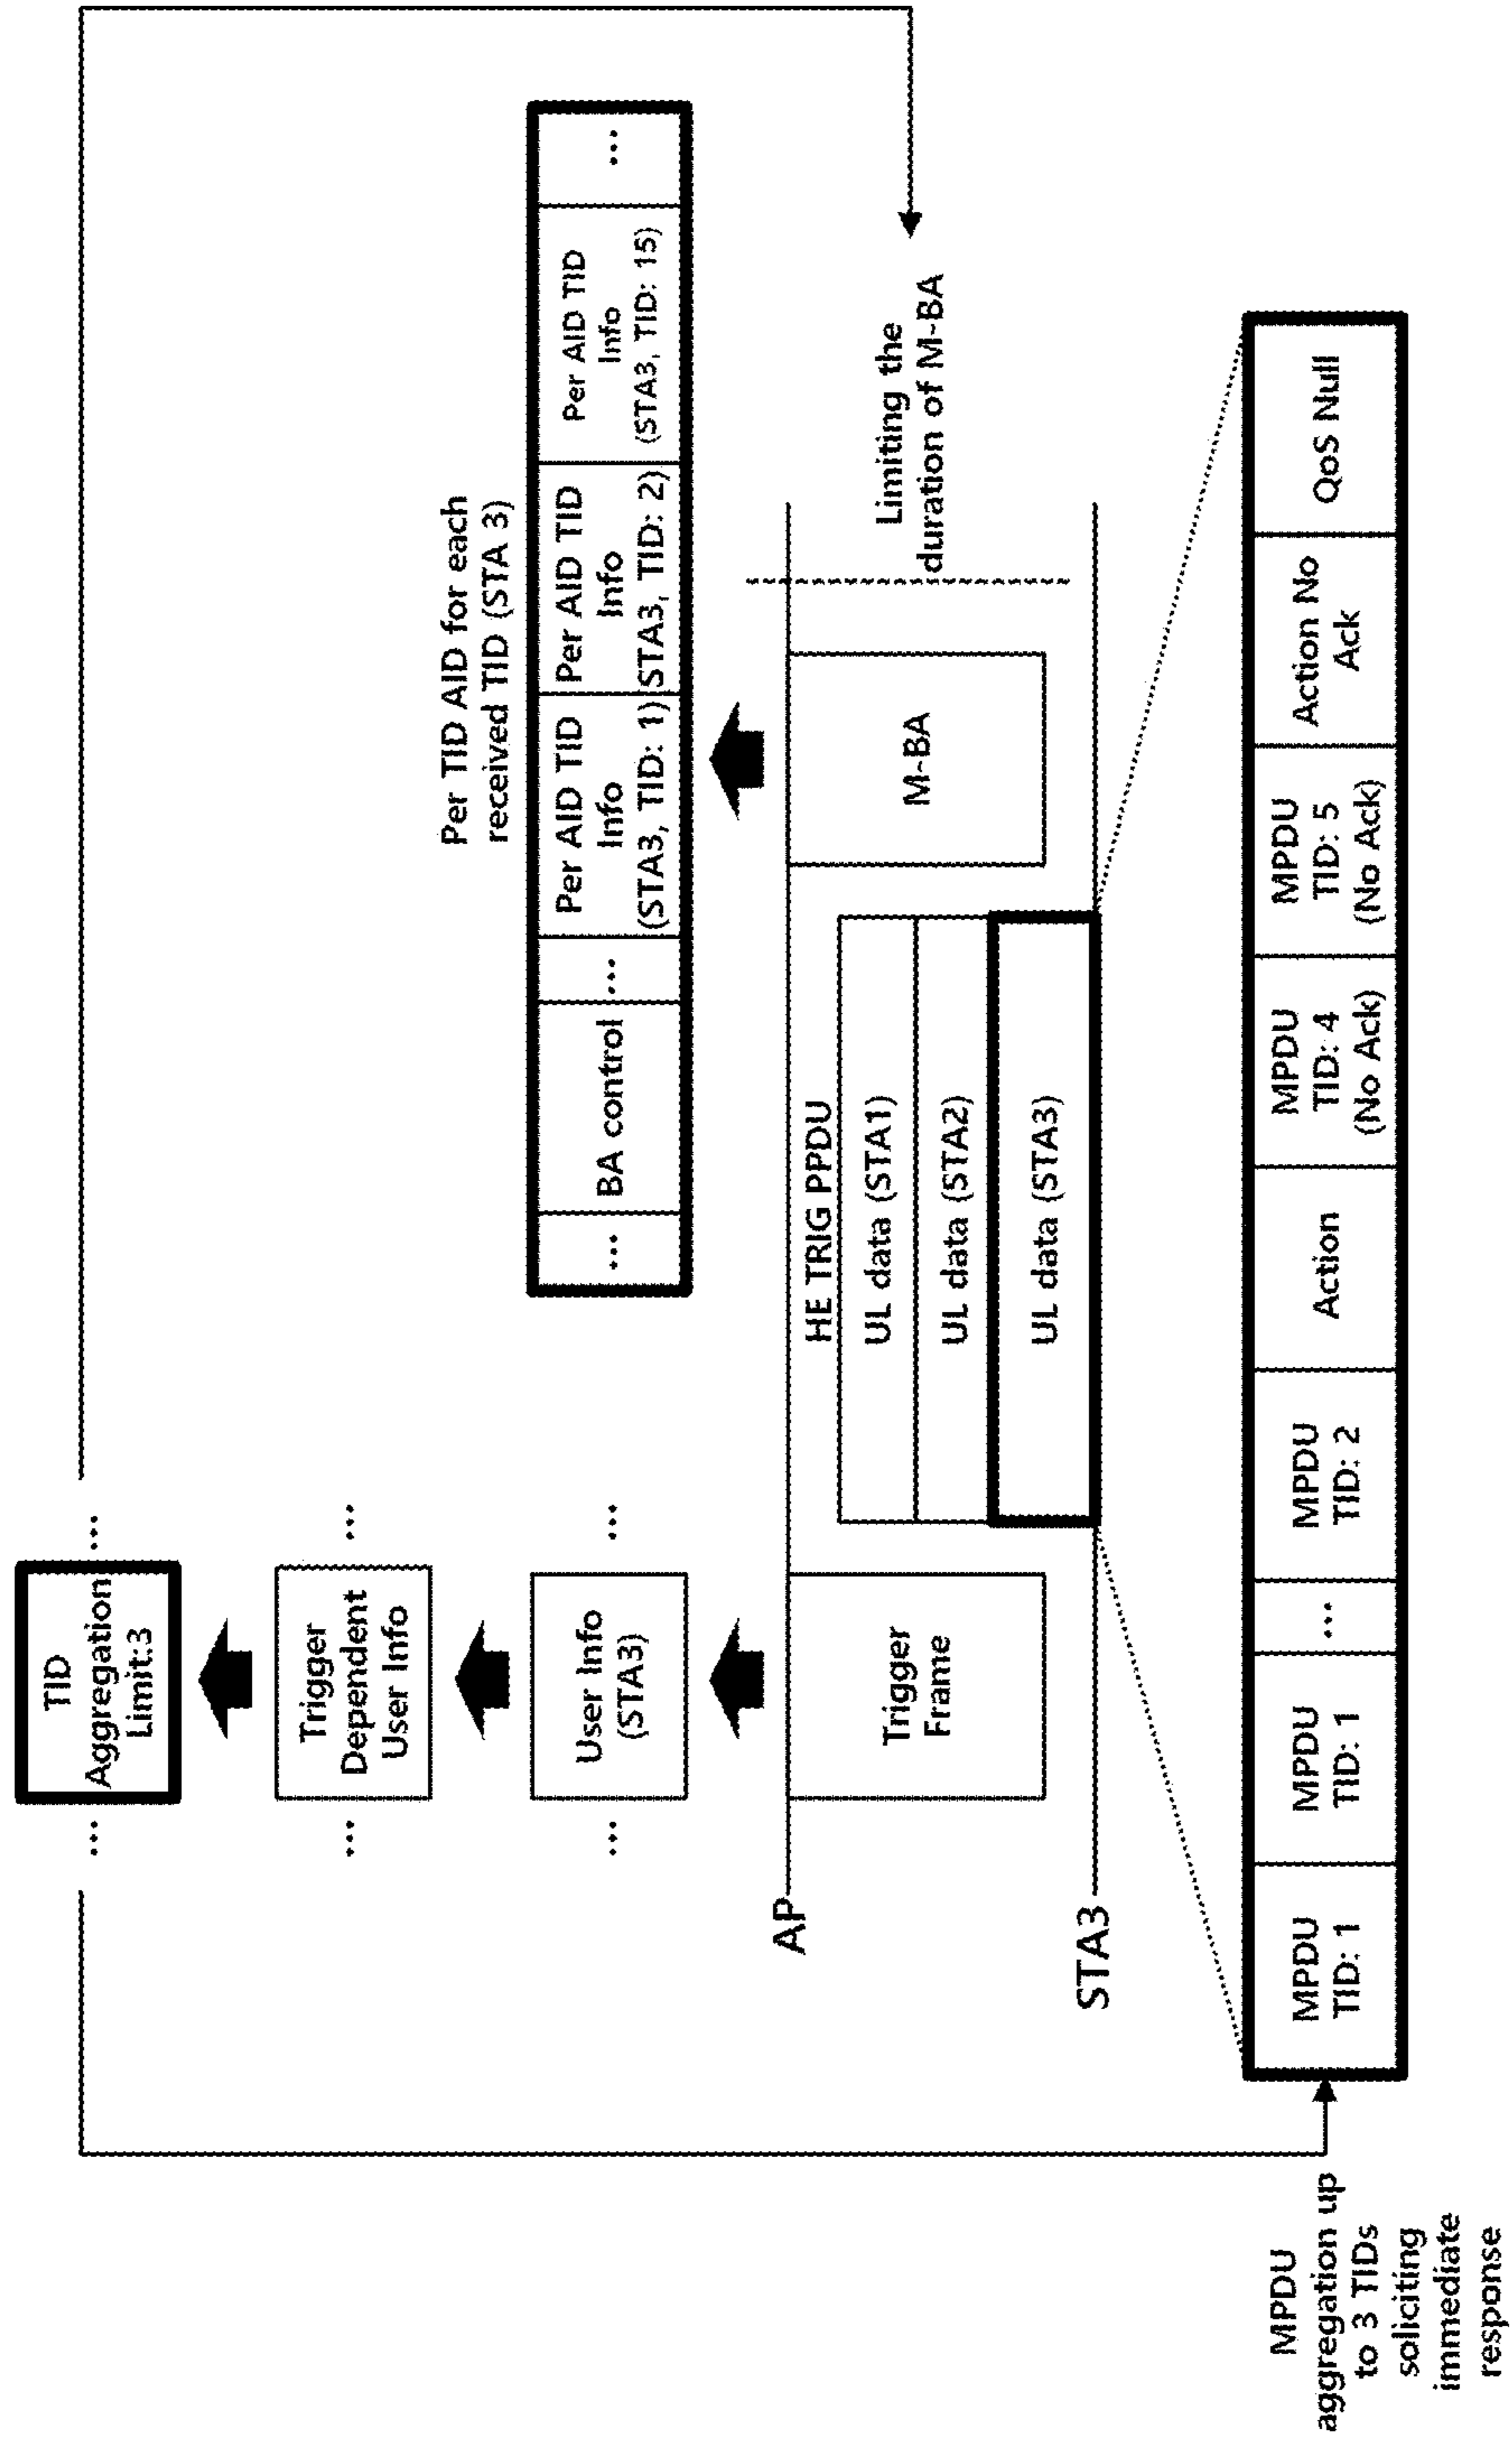 ...
TID
Aggregation
Limit:3
...
...
Trigger
Dependent
User Info
...
...
User Info
(STA3)
...
Per TID AID for each
received TID (STA 3)
...
BA control
...
Per AID TID
Info
(STA3, TID: 1)
Per AID TID
Info
STA3, TID: 2)
Per AID TID
Info
(STA3, TID: 15)
...
AP
Trigger
Frame
HE TRIG PPDU
UL data (STA1)
UL data (STA2)
UL data (STA3)
M-BA
Limiting the
duration of M-BA
STA3
MPDU
aggregation up
to 3 TIDs
soliciting
immediate
response
MPDU
TID: 1
MPDU
TID: 1
...
MPDU
TID: 2
Action
MPDU
TID: 4
(No Ack)
MPDU
TID: 5
(No Ack)
Action No
Ack
QoS Null